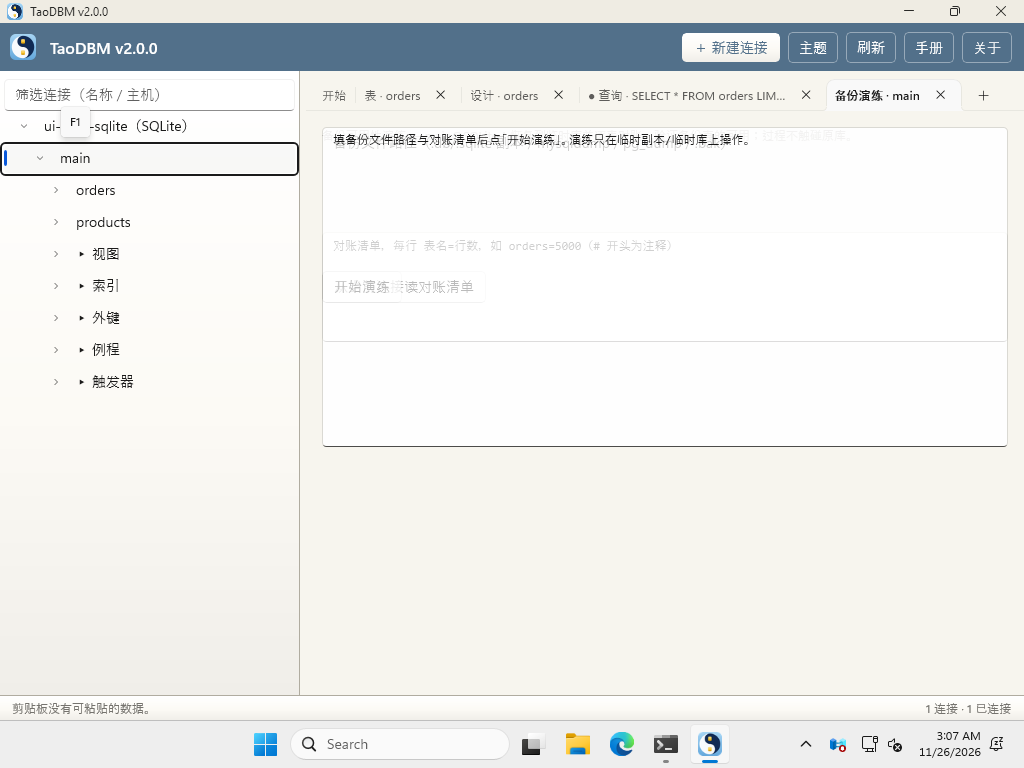 TaoDBM v2.0.0
TaoDBM v2.0.0
+ 新建连接
主题
刷新
手册
关于
筛选连接（名称 / 主机）
F1
sqlite（SQLite）
main
orders
products
视图
索引
外键
例程
触发器
开始
表 · orders
设计 · orders
● 查询 · SELECT * FROM orders LIM...
备份演练 · main
填备份文件路径与对账清单后点「开始演练」。演练只在临时副本/临时库上操作。
对账清单，每行 表名=行数，如 orders=5000（# 开头为注释）
开始演练
读对账清单
剪贴板没有可粘贴的数据。
1 连接 · 1 已连接
Search
3:07 AM
11/26/2026